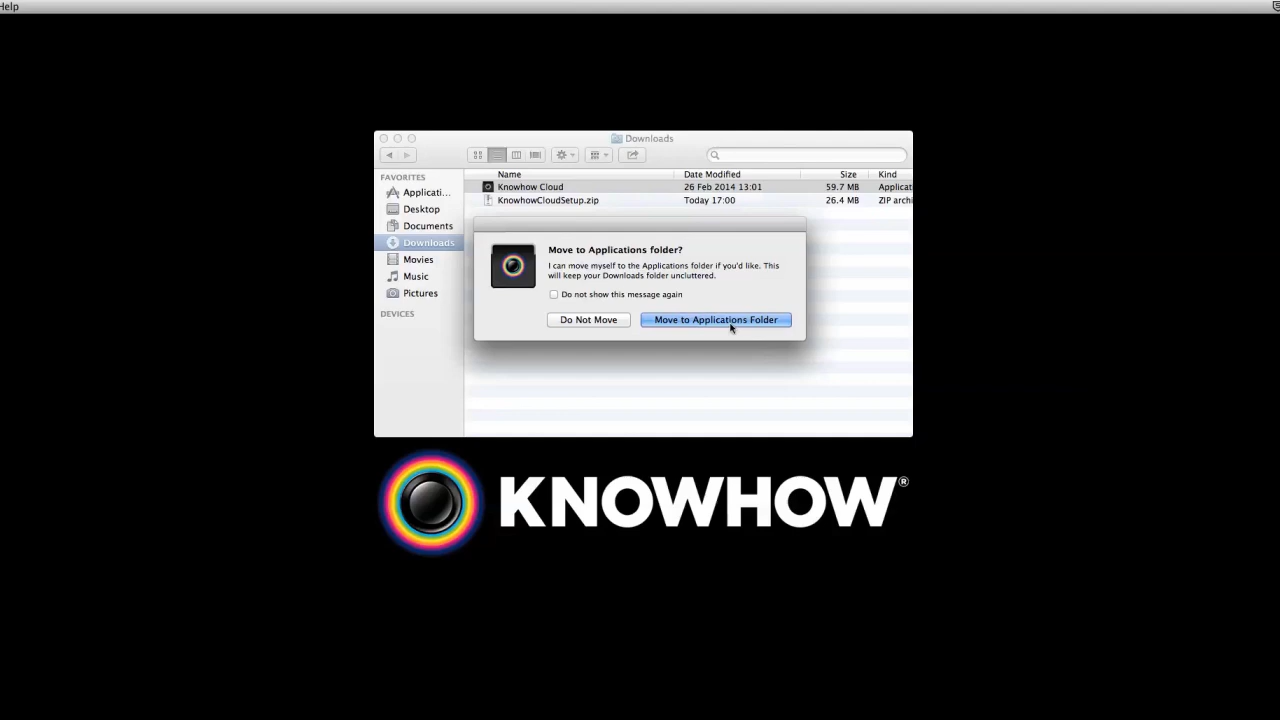 Help
Downloads
FAVORITES
Applicati...
Desktop
Documents
Downloads
Movies
Music
Pictures
DEVICES
Name Date Modified Size Kind
Knowhow Cloud 26 Feb 2014 13:01 59.7 MB Applicat
KnowhowCloudSetup.zip Today 17:00 26.4 MB ZIP archi
Move to Applications folder?
I can move myself to the Applications folder if you'd like. This
will keep your Downloads folder uncluttered.
Do not show this message again
Do Not Move Move to Applications Folder
KNOWHOW®